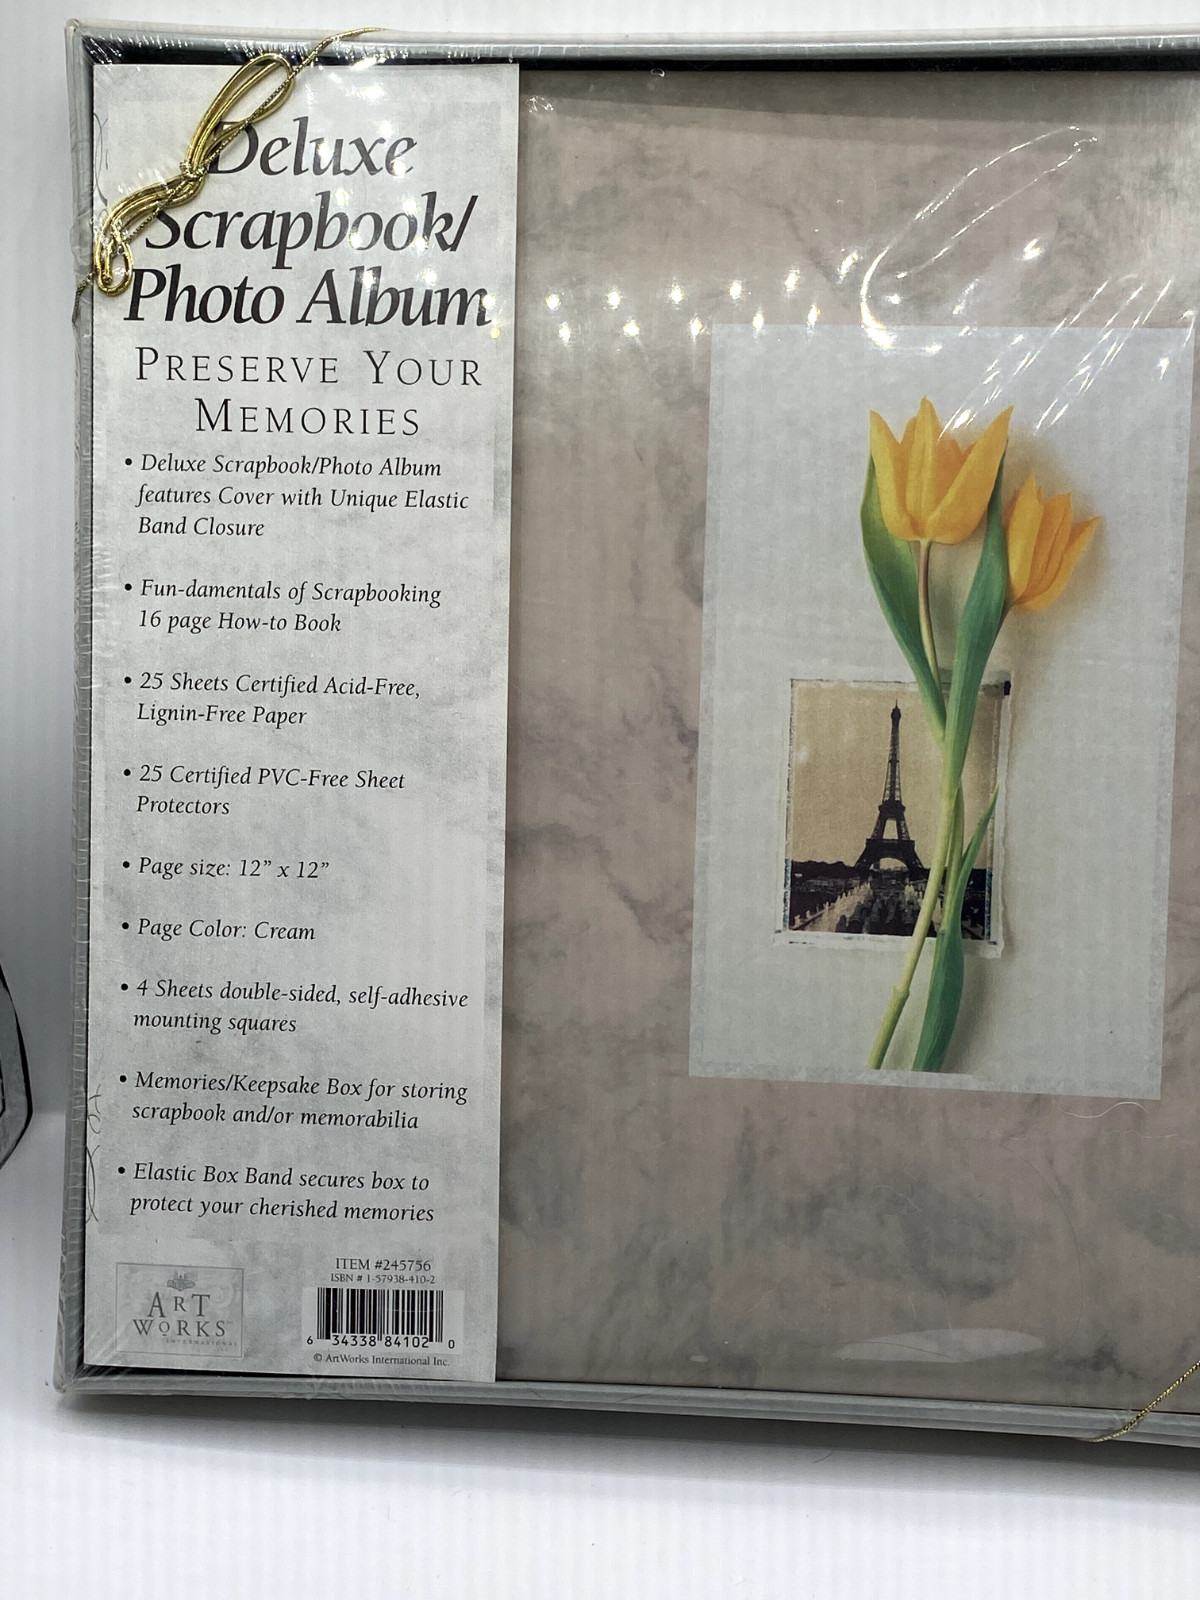 Deluxe
Scrapbook/
Photo Album
PRESERVE YOUR
MEMORIES
• Deluxe Scrapbook/Photo Album
features Cover with Unique Elastic
Band Closure
• Fun-damentals of Scrapbooking
16 page How-to Book
• 25 Sheets Certified Acid-Free,
Lignin-Free Paper
• 25 Certified PVC-Free Sheet
Protectors
• Page size: 12” x 12”
• Page Color: Cream
• 4 Sheets double-sided, self-adhesive
mounting squares
• Memories/Keepsake Box for storing
scrapbook and/or memorabilia
• Elastic Box Band secures box to
protect your cherished memories
ITEM #245756
ISBN # 1-57938-410-2
ART
WORKS
INTERNATIONAL
6 34338 84102 0
© ArtWorks International Inc.